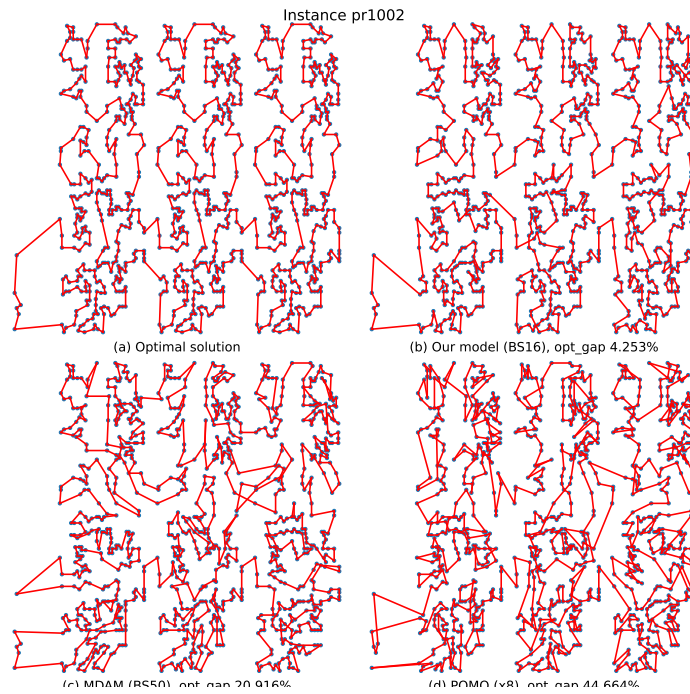 Instance pr1002
(a) Optimal solution
(b) Our model (BS16), opt_gap 4.253%
(c) MDAM (BS50), opt_gap 20.916%
(d) POMO (x8), opt_gap 44.664%